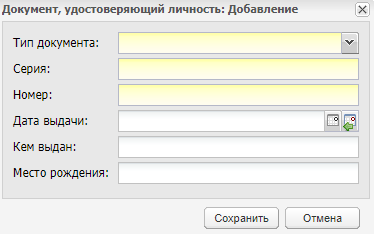 Документ, удостоверяющий личность: Добавление
Тип документа:
Серия:
Номер:
Дата выдачи:
Кем выдан:
Место рождения:
Сохранить Отмена